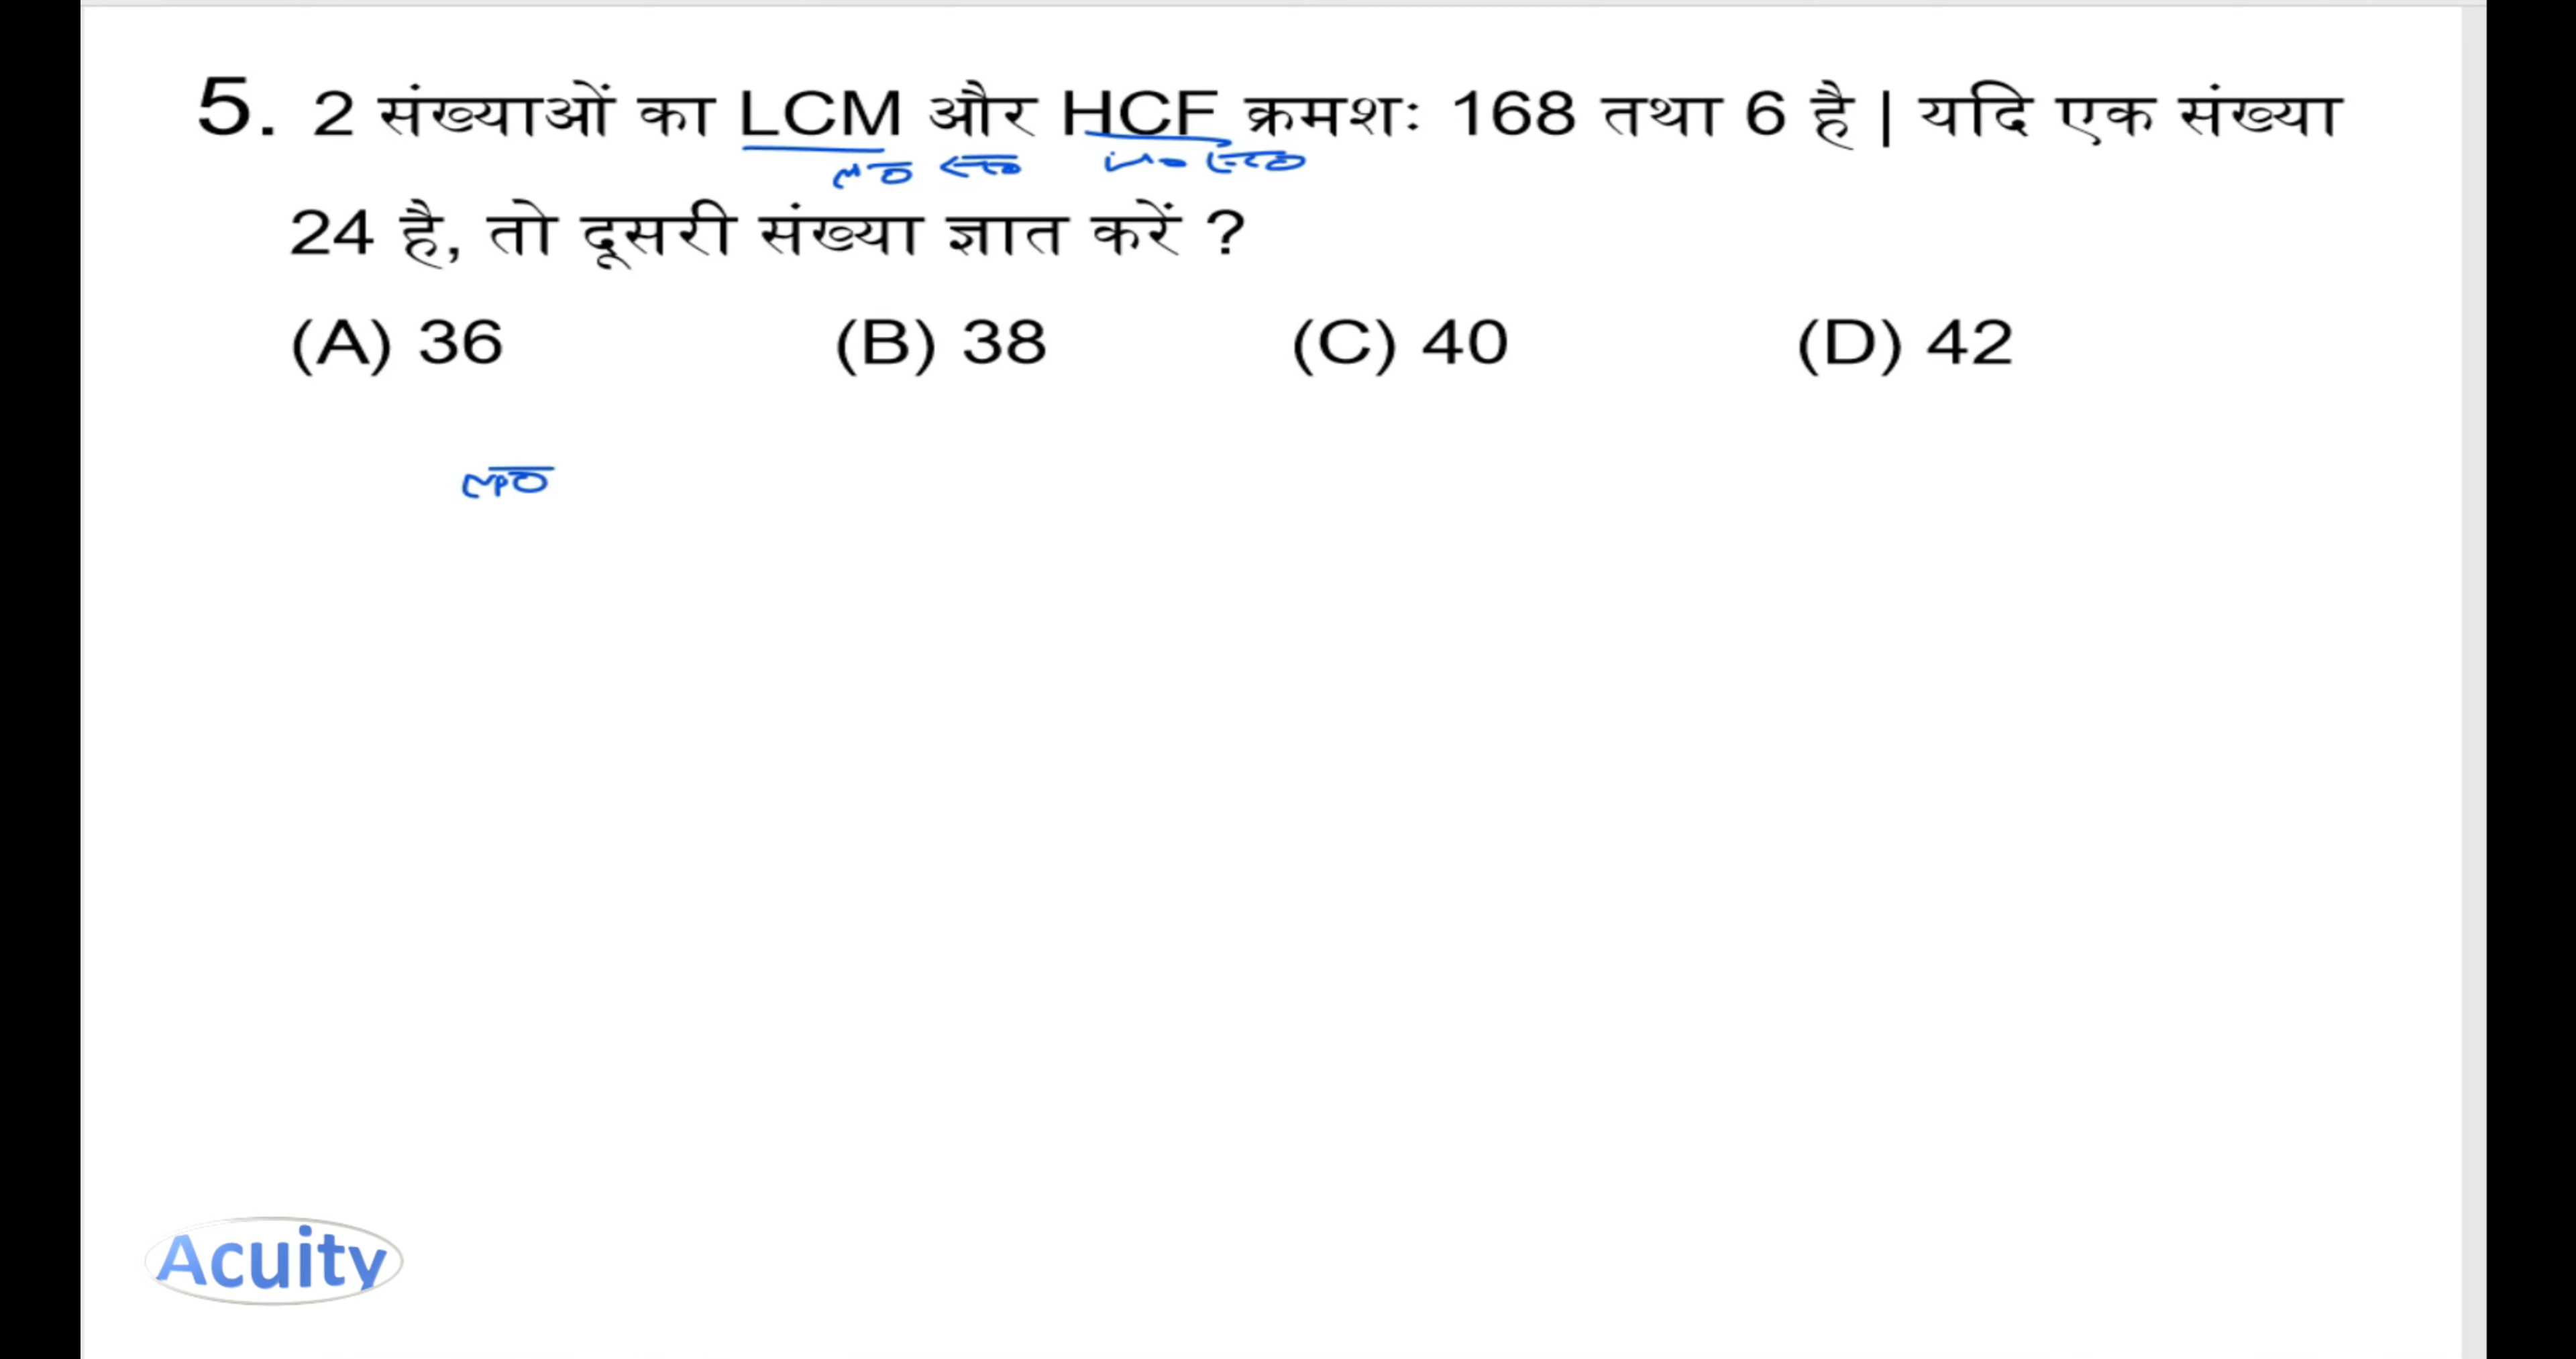 5. 2 संख्याओं का LCM और HCF क्रमशः 168 तथा 6 है | यदि एक संख्या
24 है, तो दूसरी संख्या ज्ञात करें ?
(A) 36 (B) 38 (C) 40 (D) 42
Acuity